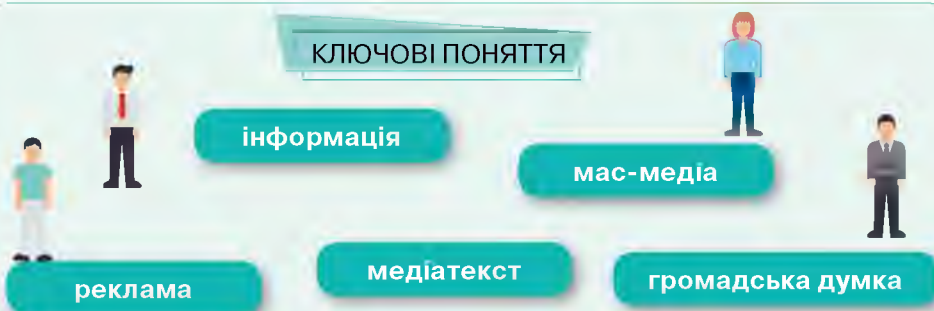 КЛЮЧОВІ ПОНЯТТЯ
інформація
мас-медіа
медіатекст
реклама
громадська думка